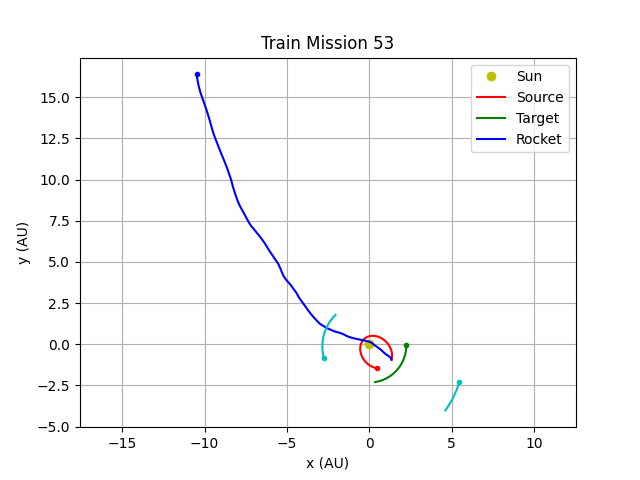 Train Mission 53
Sun
Source
Target
Rocket
15.0
12.5
10.0
7.5
5.0
2.5
0.0
−2.5
−5.0
y (AU)
−15 −10 −5 0 5 10
x (AU)